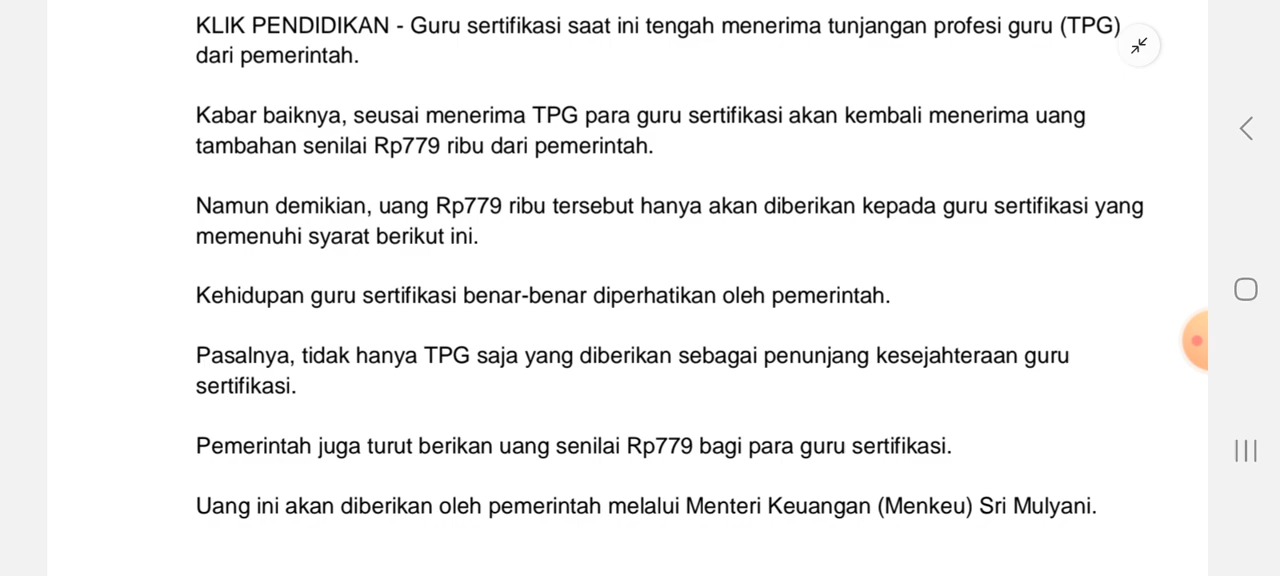 KLIK PENDIDIKAN - Guru sertifikasi saat ini tengah menerima tunjangan profesi guru (TPG)
dari pemerintah.
Kabar baiknya, seusai menerima TPG para guru sertifikasi akan kembali menerima uang
tambahan senilai Rp779 ribu dari pemerintah.
Namun demikian, uang Rp779 ribu tersebut hanya akan diberikan kepada guru sertifikasi yang
memenuhi syarat berikut ini.
Kehidupan guru sertifikasi benar-benar diperhatikan oleh pemerintah.
Pasalnya, tidak hanya TPG saja yang diberikan sebagai penunjang kesejahteraan guru
sertifikasi.
Pemerintah juga turut berikan uang senilai Rp779 bagi para guru sertifikasi.
Uang ini akan diberikan oleh pemerintah melalui Menteri Keuangan (Menkeu) Sri Mulyani.